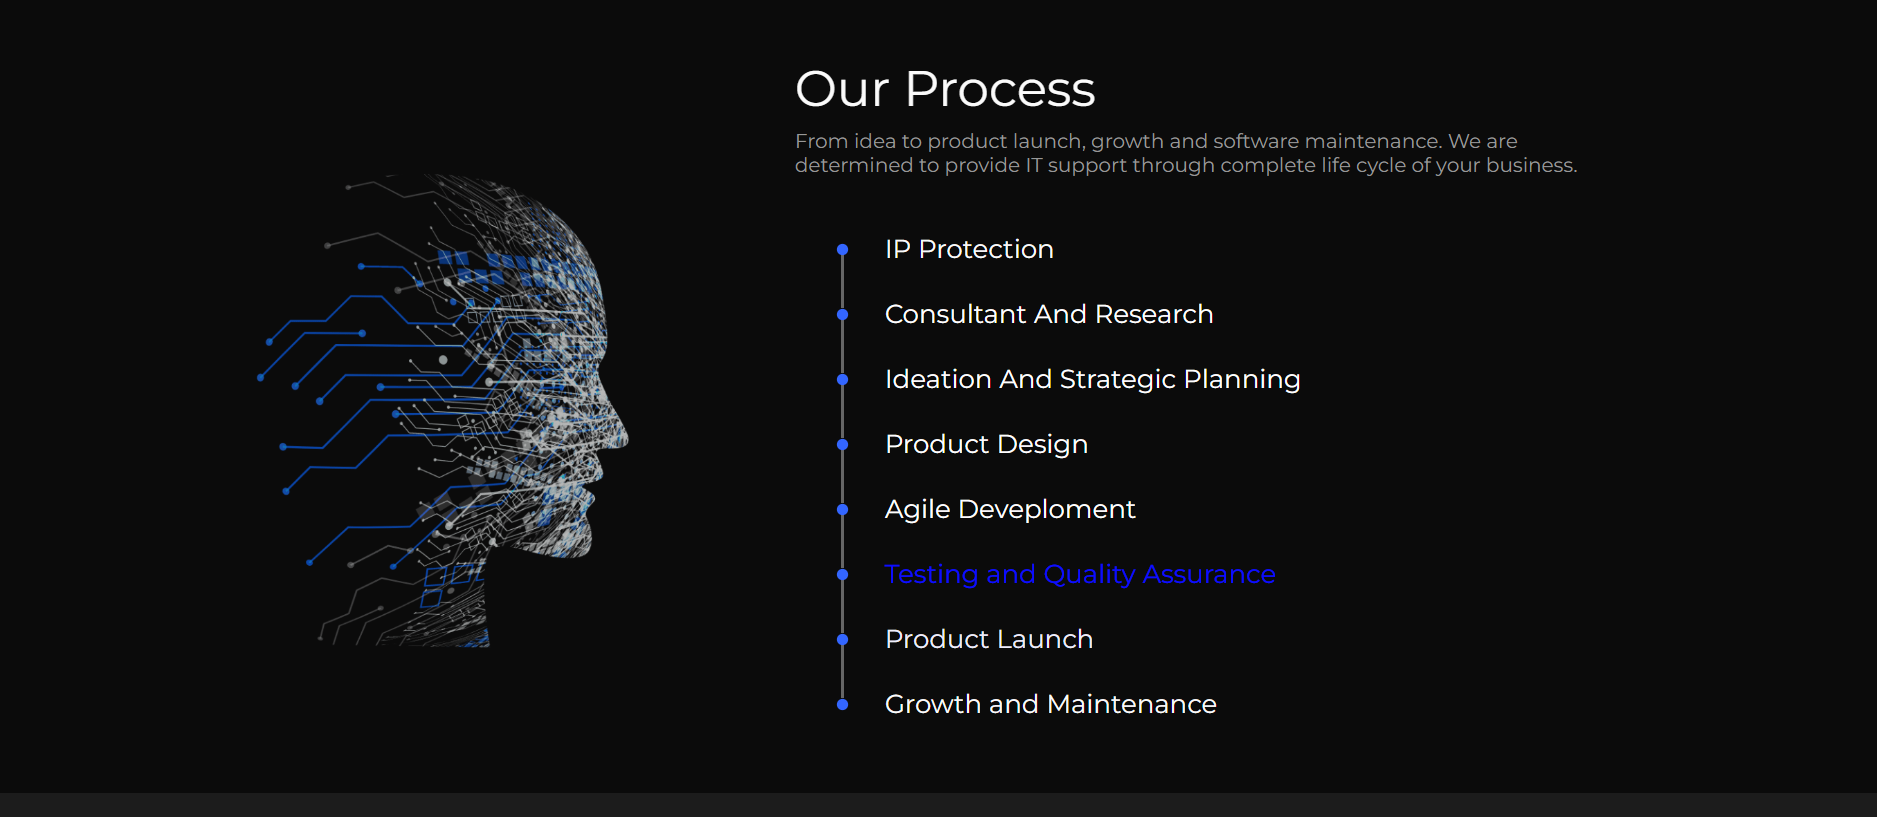 Our Process
From idea to product launch, growth and software maintenance. We are
determined to provide IT support through complete life cycle of your business.
IP Protection
Consultant And Research
Ideation And Strategic Planning
Product Design
Agile Deveploment
Testing and Quality Assurance
Product Launch
Growth and Maintenance